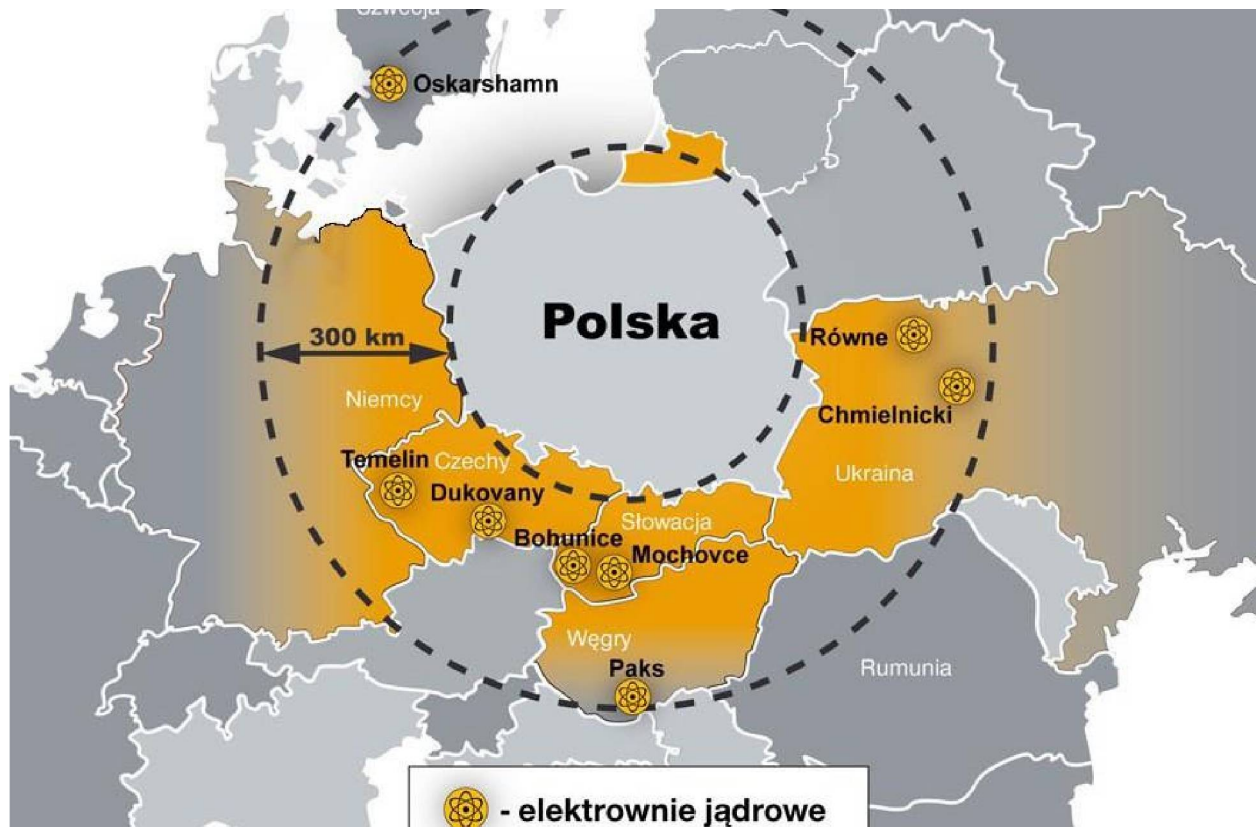 Szwecja
Oskarshamn
Polska
300 km
Równe
Niemcy
Chmielnicki
Temelin
Czechy
Ukraina
Dukovany
Słowacja
Bohunice
Mochovce
Węgry
Paks
Rumunia
- elektrownie jądrowe